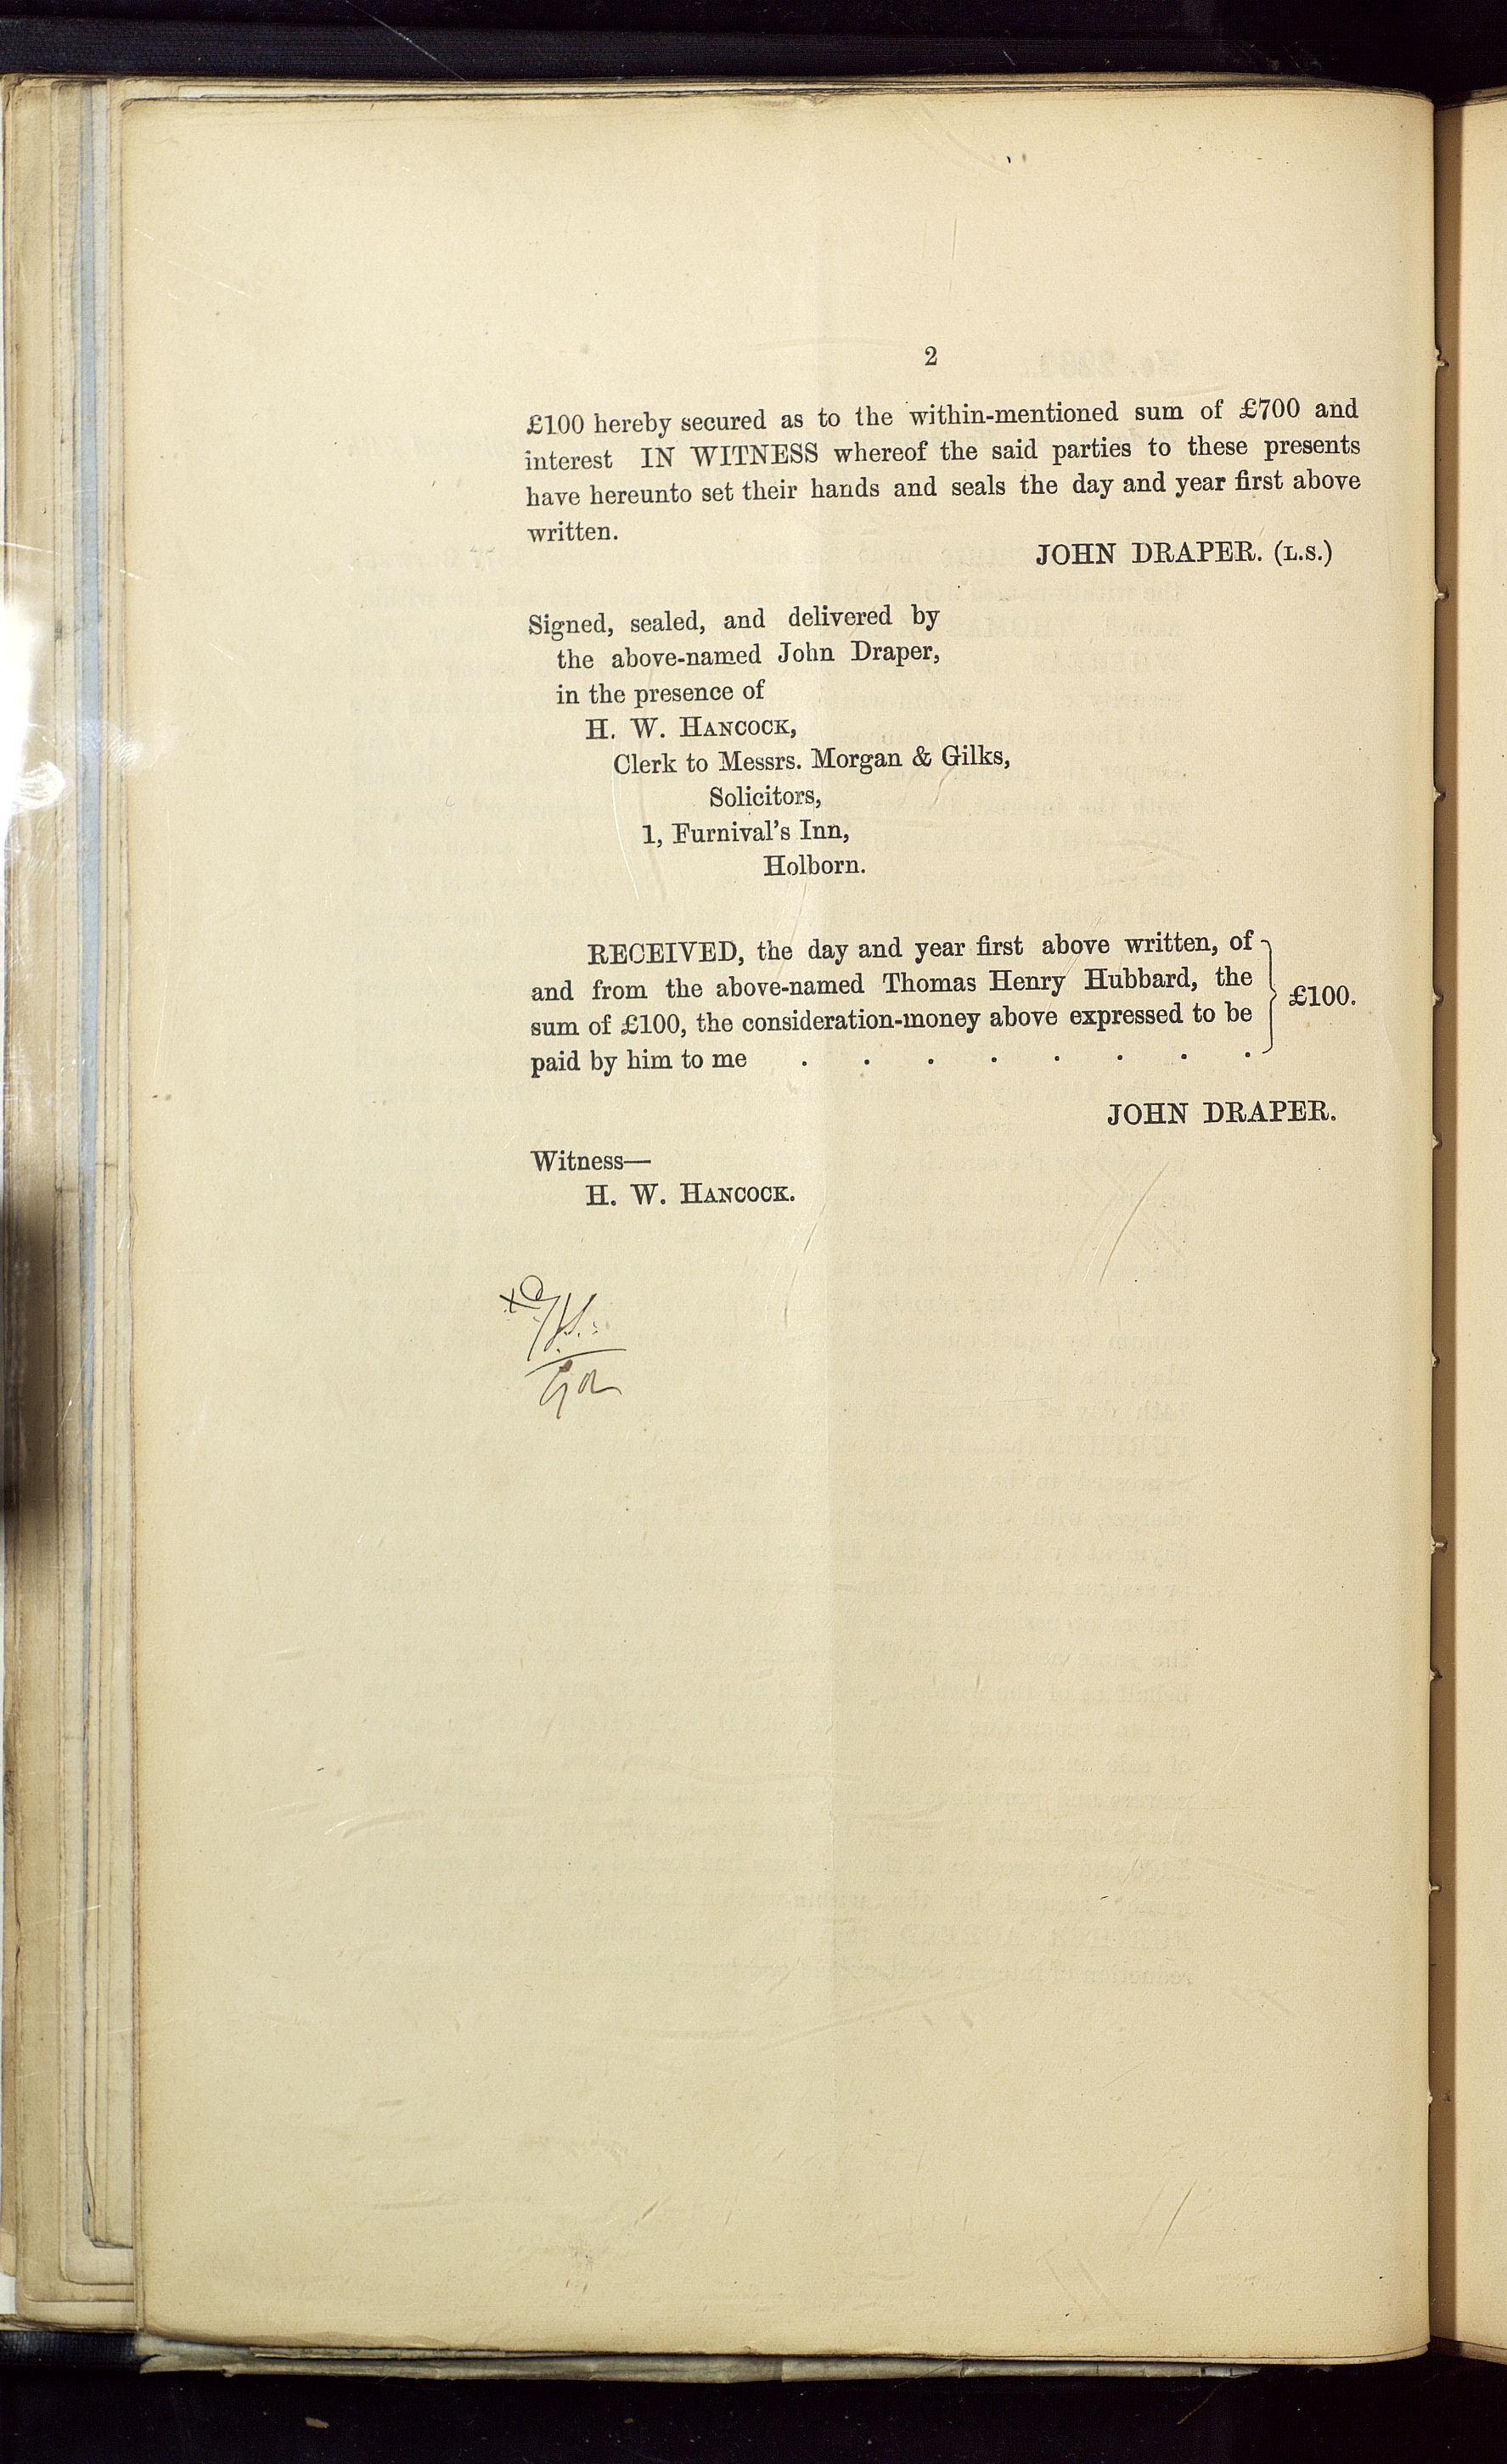 2
£100 hereby secured as to the within-mentioned sum of £700 and
interest IN WITNESS whereof the said parties to these presents
have hereunto set their hands and seals the day and year first above
written.
JOHN DRAPER. (L.S.)
Signed, sealed, and delivered by
the above-named John Draper,
in the presence of
H. W. HANCOCK,
Clerk to Messrs. Morgan & Gilks,
Solicitors,
1, Furnival's Inn,
Holborn.
RECEIVED, the day and year first above written, of
and from the above-named Thomas Henry Hubbard, the
sum of £100, the consideration-money above expressed to be
paid by him to me . . . . . . . .
£100.
JOHN DRAPER.
Witness—
H. W. HANCOCK.